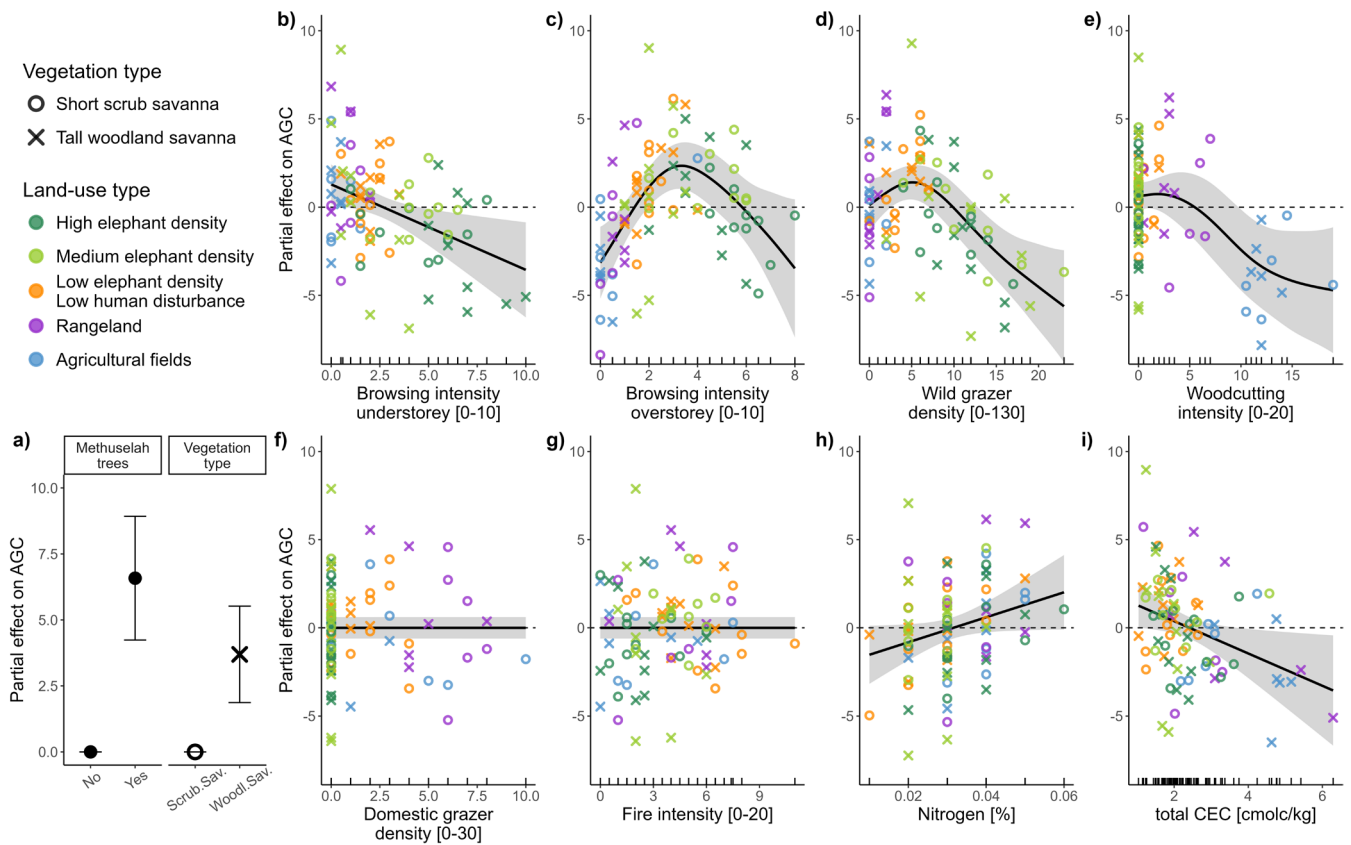 Vegetation type
Short scrub savanna
Tall woodland savanna
Land-use type
High elephant density
Medium elephant density
Low elephant density
Low human disturbance
Rangeland
Agricultural fields
a)
Methuselah
trees
Vegetation
type
Partial effect on AGC
10.0
7.5
5.0
2.5
0.0
No
Yes
Scrub.Sav.
Woodl.Sav.
b)
Partial effect on AGC
10
5
0
-5
0.0
2.5
5.0
7.5
10.0
Browsing intensity
understorey [0-10]
c)
0
2
4
6
8
Browsing intensity
overstorey [0-10]
d)
10
5
0
-5
0
5
10
15
20
Wild grazer
density [0-130]
e)
10
5
0
-5
0
5
10
15
Woodcutting
intensity [0-20]
f)
Partial effect on AGC
10
5
0
-5
0.0
2.5
5.0
7.5
10.0
Domestic grazer
density [0-30]
g)
0
3
6
9
Fire intensity [0-20]
h)
10
5
0
-5
0.02
0.04
0.06
Nitrogen [%]
i)
10
5
0
-5
2
4
6
total CEC [cmolc/kg]